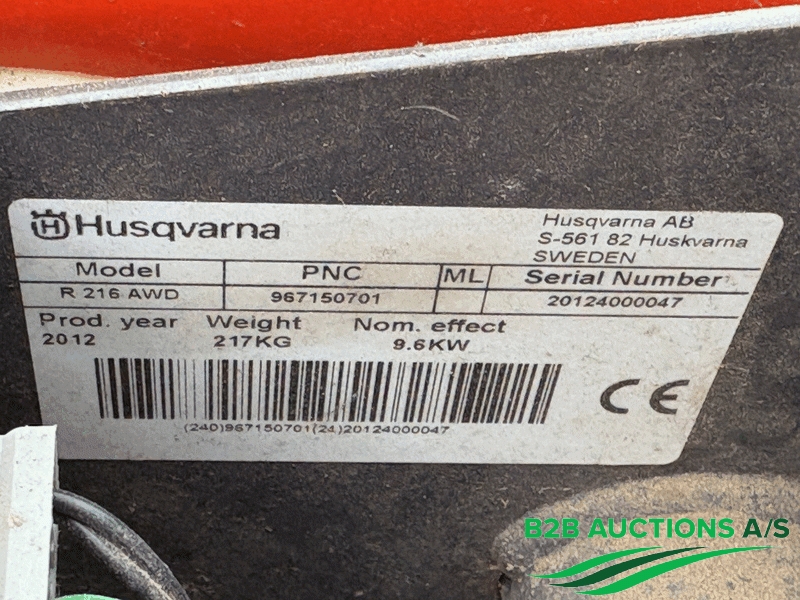 Husqvarna
Husqvarna AB
S-561 82 Huskvarna
SWEDEN
Model PNC ML Serial Number
R 216 AWD 967150701 20124000047
Prod. year Weight Nom. effect
2012 217KG 9.6KW
(240)967150701(21)20124000047
CE
B2B AUCTIONS A/S